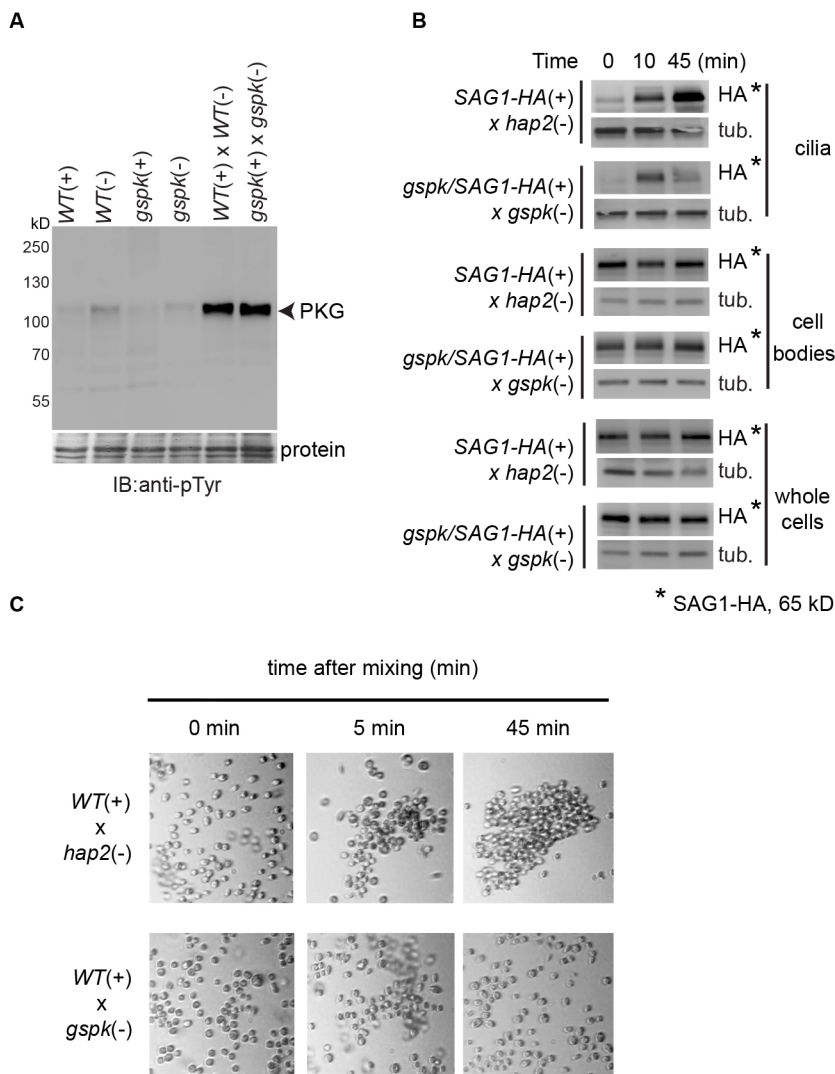 A
WT(+)
WT(-)
gspk(+)
gspk(-)
WT(+) x WT(-)
gspk(+) x gspk(-)
kD
250
130
100
70
55
PKG
protein
IB:anti-pTyr
B
Time 0 10 45 (min)
SAG1-HA(+)
x hap2(-)
HA *
tub.
gspk/SAG1-HA(+)
x gspk(-)
HA *
tub.
cilia
SAG1-HA(+)
x hap2(-)
HA *
tub.
gspk/SAG1-HA(+)
x gspk(-)
HA *
tub.
cell
bodies
SAG1-HA(+)
x hap2(-)
HA *
tub.
gspk/SAG1-HA(+)
x gspk(-)
HA *
tub.
whole
cells
* SAG1-HA, 65 kD
C
time after mixing (min)
0 min 5 min 45 min
WT(+)
x
hap2(-)
WT(+)
x
gspk(-)